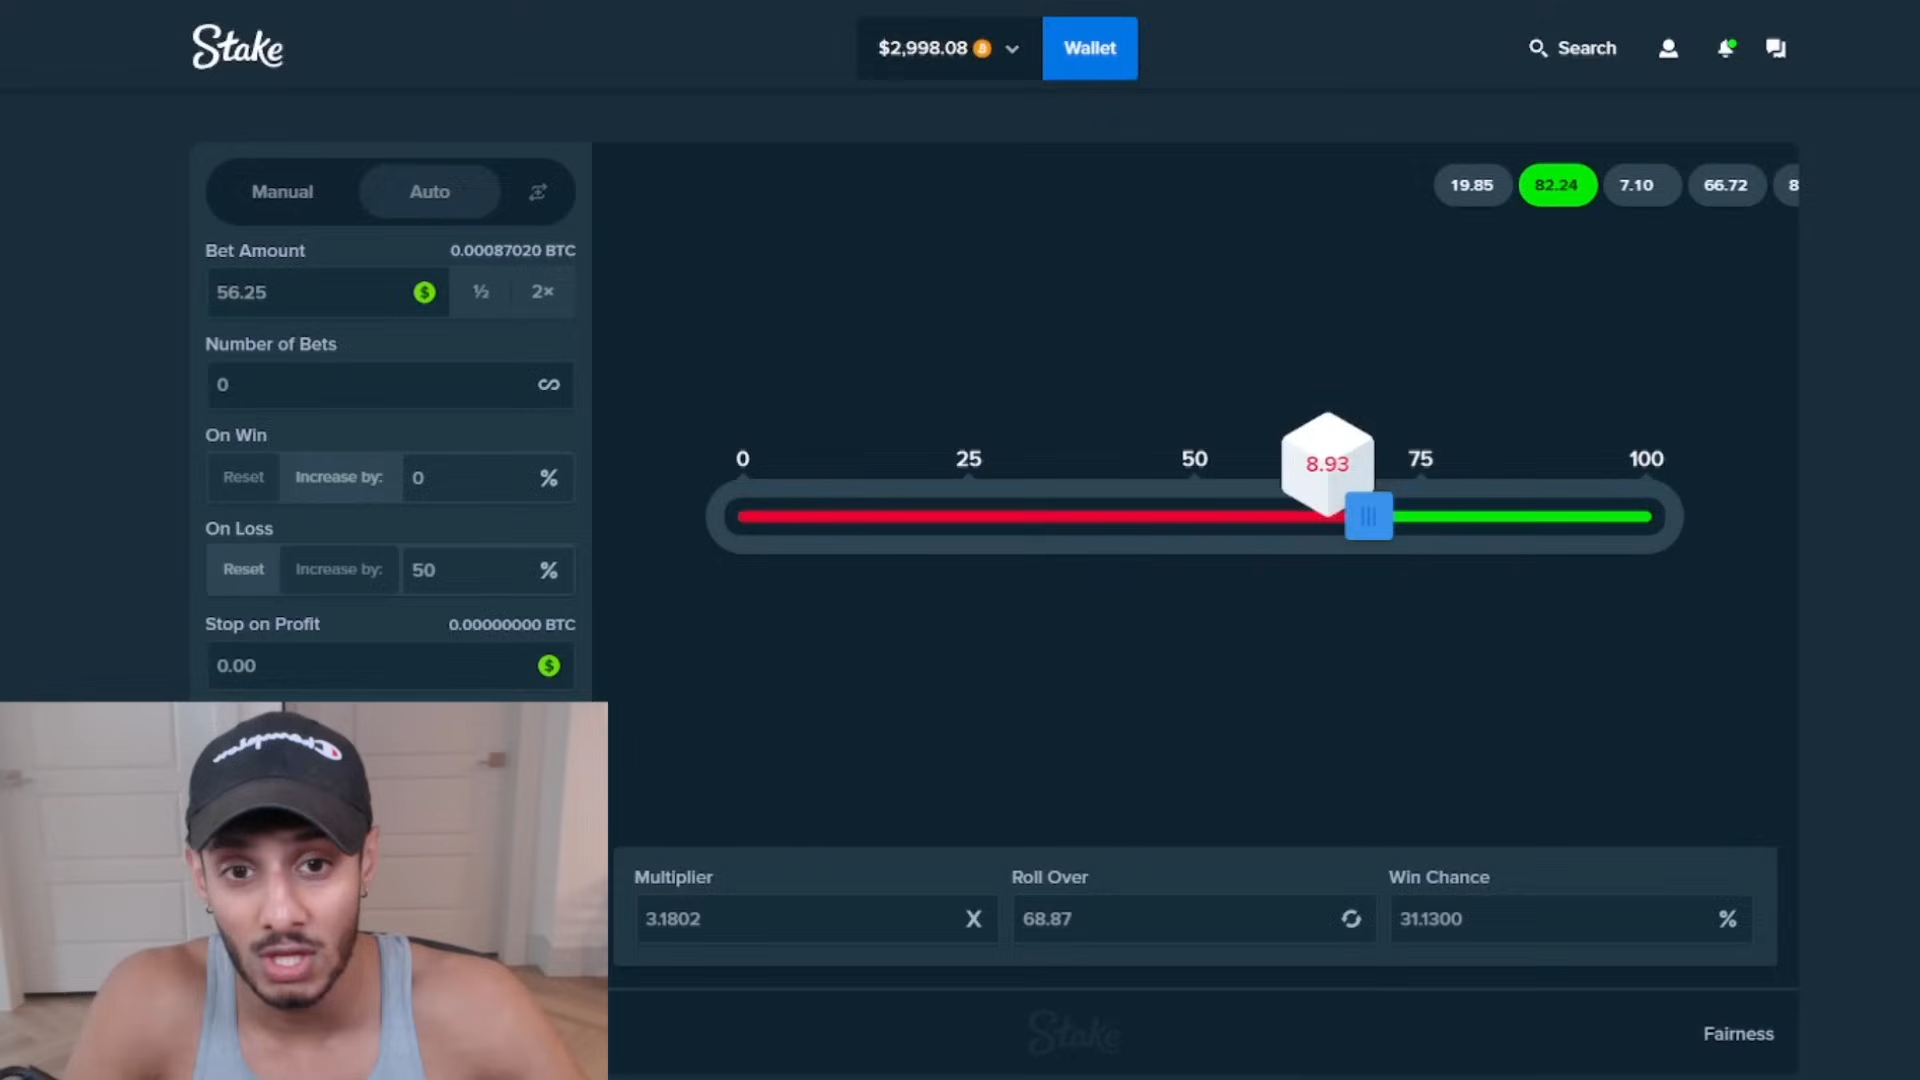 Stake
$2,998.08
Wallet
Search
Manual
Auto
19.85
82.24
7.10
66.72
8
Bet Amount
0.00087020 BTC
56.25
$
½
2×
Number of Bets
0
∞
On Win
Reset
Increase by:
0
%
On Loss
Reset
Increase by:
50
%
Stop on Profit
0.00000000 BTC
0.00
$
0
25
50
75
100
8.93
Champion
Multiplier
Roll Over
Win Chance
3.1802
X
68.87
31.1300
%
Stake
Fairness